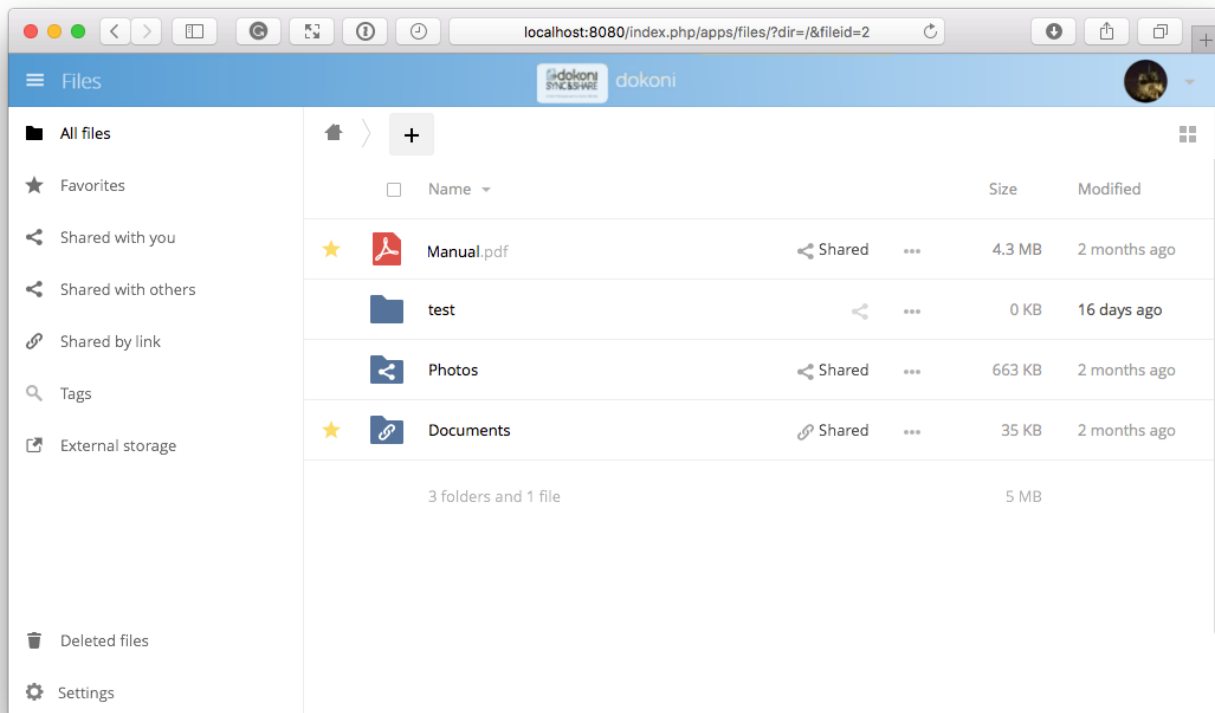 localhost:8080/index.php/apps/files/?dir=/&fileid=2
Files
dokoni
SYNC&SHARE
dokoni
All files
Favorites
Shared with you
Shared with others
Shared by link
Tags
External storage
Deleted files
Settings
Name Size Modified
Manual.pdf Shared 4.3 MB 2 months ago
test 0 KB 16 days ago
Photos Shared 663 KB 2 months ago
Documents Shared 35 KB 2 months ago
3 folders and 1 file 5 MB